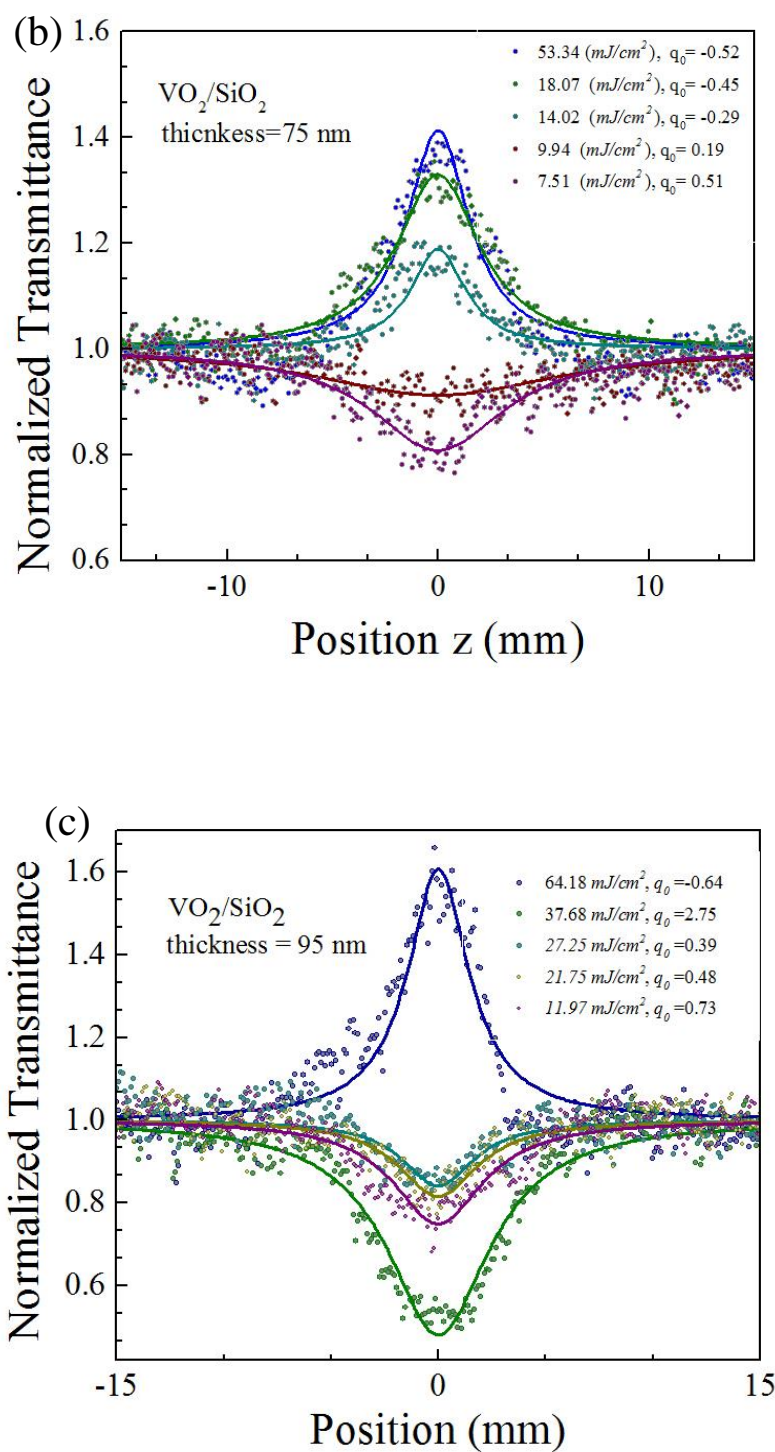 (b)
1.6
1.4
1.2
1.0
0.8
0.6
Normalized Transmittance
VO₂/SiO₂
thicnkess=75 nm
53.34 (mJ/cm²), q₀= -0.52
18.07 (mJ/cm²), q₀= -0.45
14.02 (mJ/cm²), q₀= -0.29
9.94 (mJ/cm²), q₀= 0.19
7.51 (mJ/cm²), q₀= 0.51
-10 0 10
Position z (mm)
(c)
1.6
1.4
1.2
1.0
0.8
0.6
Normalized Transmittance
VO₂/SiO₂
thickness = 95 nm
64.18 mJ/cm², q₀ =-0.64
37.68 mJ/cm², q₀ =2.75
27.25 mJ/cm², q₀ =0.39
21.75 mJ/cm², q₀ =0.48
11.97 mJ/cm², q₀ =0.73
-15 0 15
Position (mm)